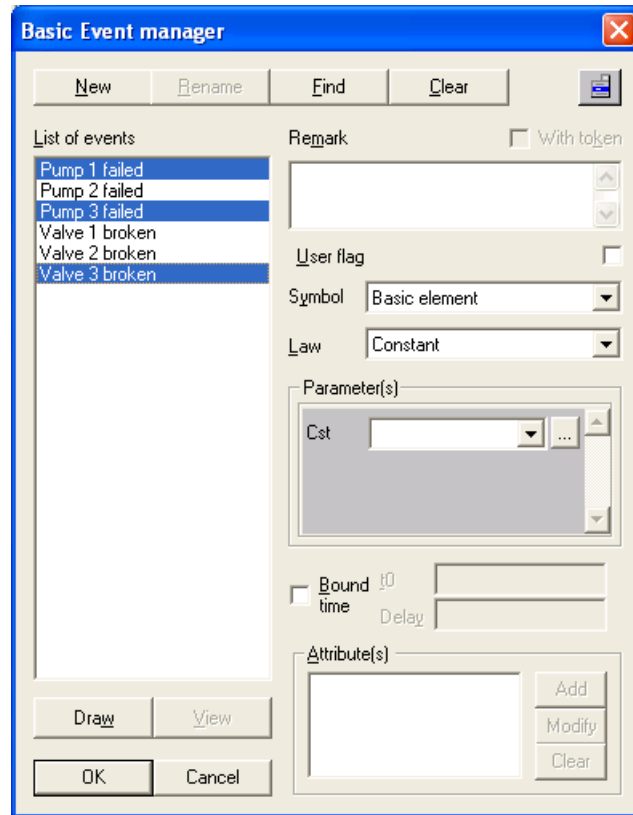 Basic Event manager
New Rename Find Clear
List of events
Pump 1 failed
Pump 2 failed
Pump 3 failed
Valve 1 broken
Valve 2 broken
Valve 3 broken
Remark With token
User flag
Symbol Basic element
Law Constant
Parameter(s)
Cst ...
Bound time t0
Delay
Attribute(s)
Add
Modify
Clear
Draw View
OK Cancel